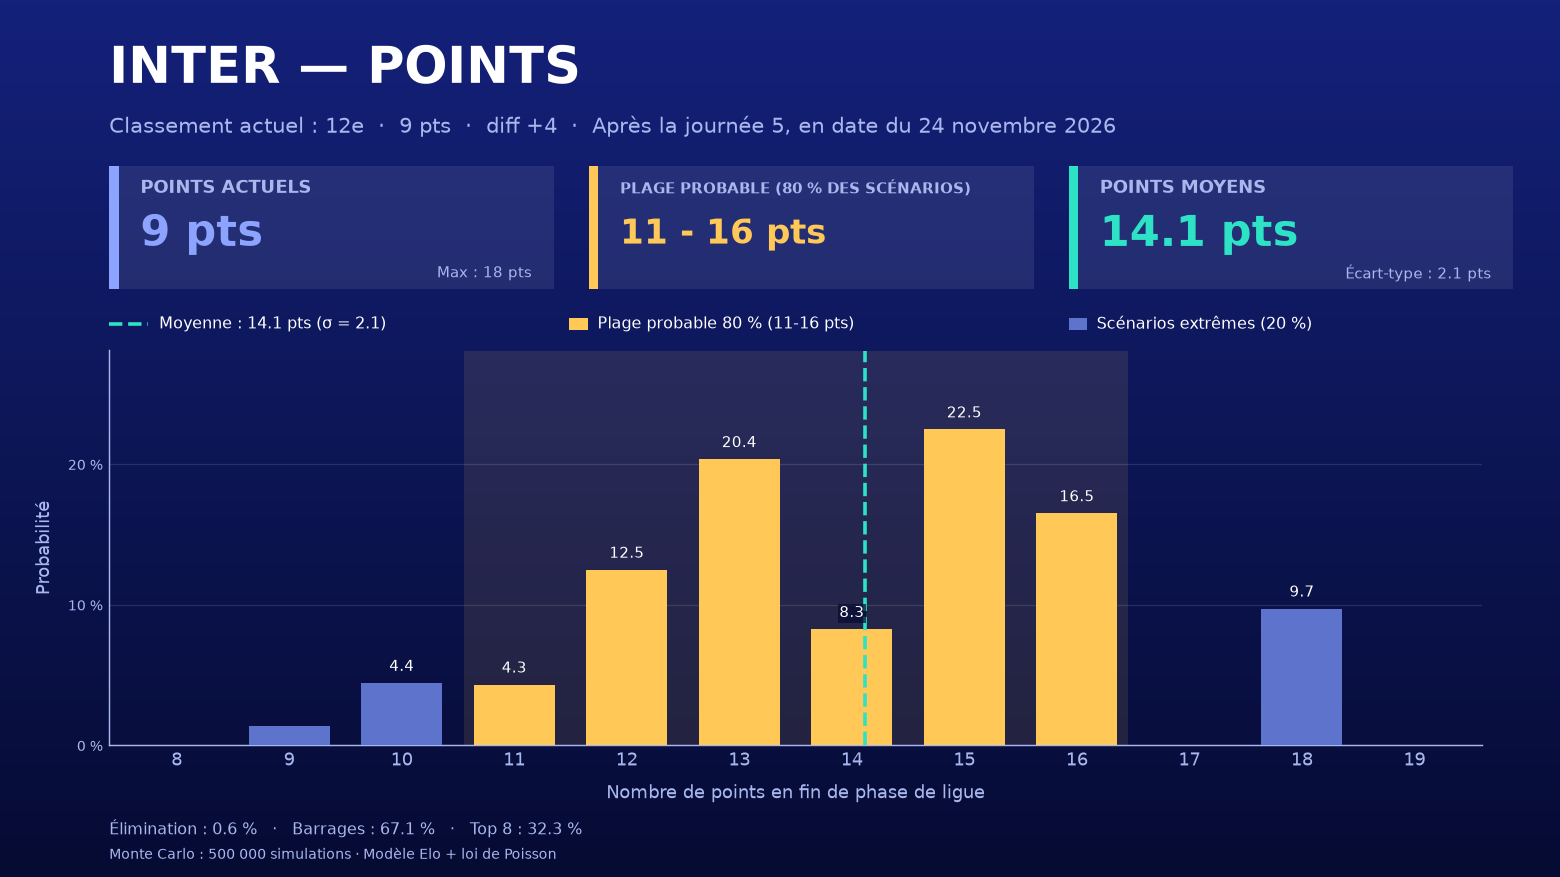 INTER — POINTS
Classement actuel : 12e · 9 pts · diff +4 · Après la journée 5, en date du 24 novembre 2026
POINTS ACTUELS
9 pts
Max : 18 pts
PLAGE PROBABLE (80 % DES SCÉNARIOS)
11 - 16 pts
POINTS MOYENS
14.1 pts
Écart-type : 2.1 pts
Moyenne : 14.1 pts (σ = 2.1)
Plage probable 80 % (11-16 pts)
Scénarios extrêmes (20 %)
Probabilité
20 %
10 %
0 %
4.4
4.3
12.5
20.4
8.3
22.5
16.5
9.7
8 9 10 11 12 13 14 15 16 17 18 19
Nombre de points en fin de phase de ligue
Élimination : 0.6 % · Barrages : 67.1 % · Top 8 : 32.3 %
Monte Carlo : 500 000 simulations · Modèle Elo + loi de Poisson